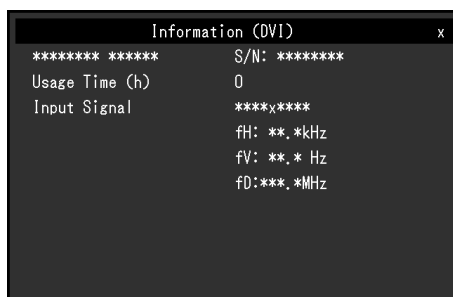 Information (DVI) x
******** ****** S/N: ********
Usage Time (h) 0
Input Signal ****x****
fH: **.*kHz
fV: **.* Hz
fD:***.*MHz